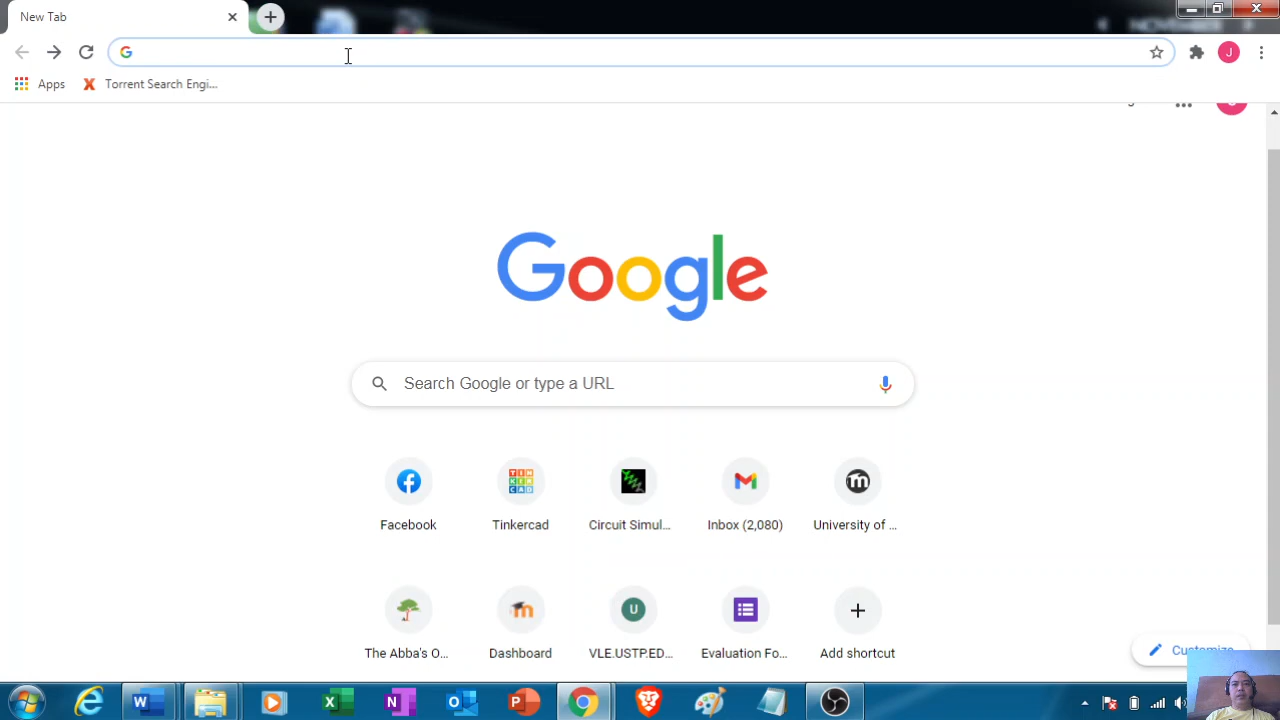 New Tab
Apps
Torrent Search Engi...
Google
Search Google or type a URL
Facebook
Tinkercad
Circuit Simul...
Inbox (2,080)
University of ...
The Abba's O...
Dashboard
VLE.USTP.ED...
Evaluation Fo...
Add shortcut
Customize